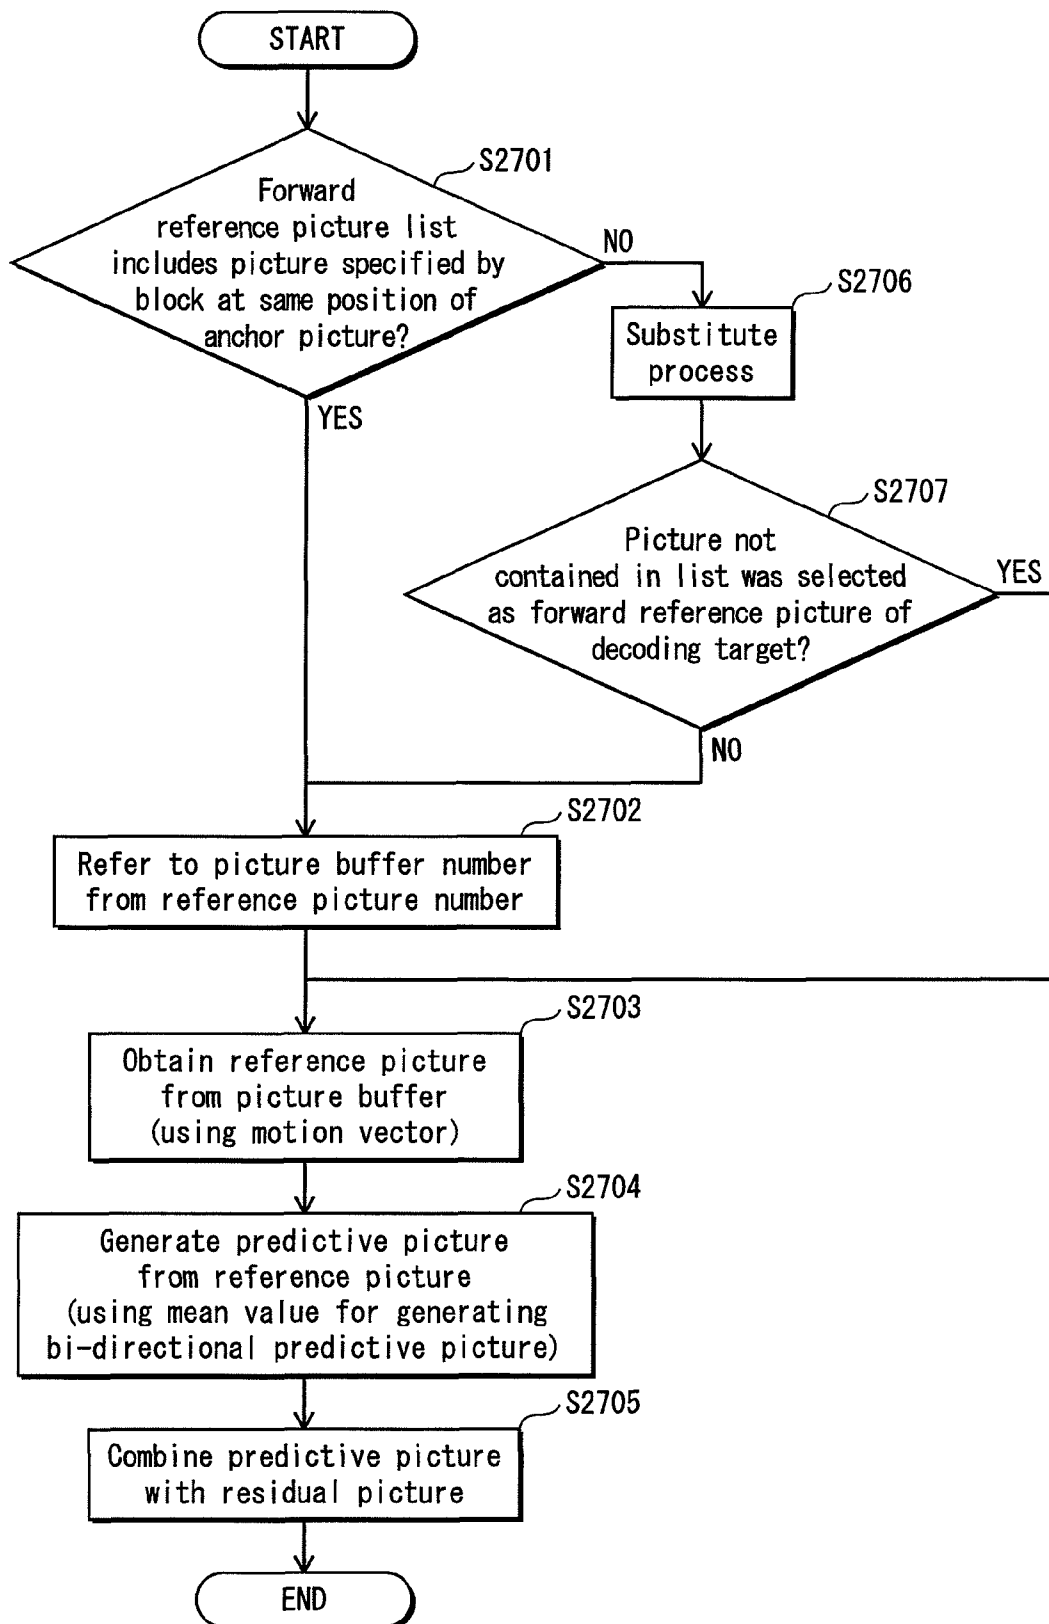 START
S2701
Forward
reference picture list
includes picture specified by
block at same position of
anchor picture?
NO
YES
S2706
Substitute
process
S2707
Picture not
contained in list was selected
as forward reference picture of
decoding target?
YES
NO
S2702
Refer to picture buffer number
from reference picture number
S2703
Obtain reference picture
from picture buffer
(using motion vector)
S2704
Generate predictive picture
from reference picture
(using mean value for generating
bi-directional predictive picture)
S2705
Combine predictive picture
with residual picture
END